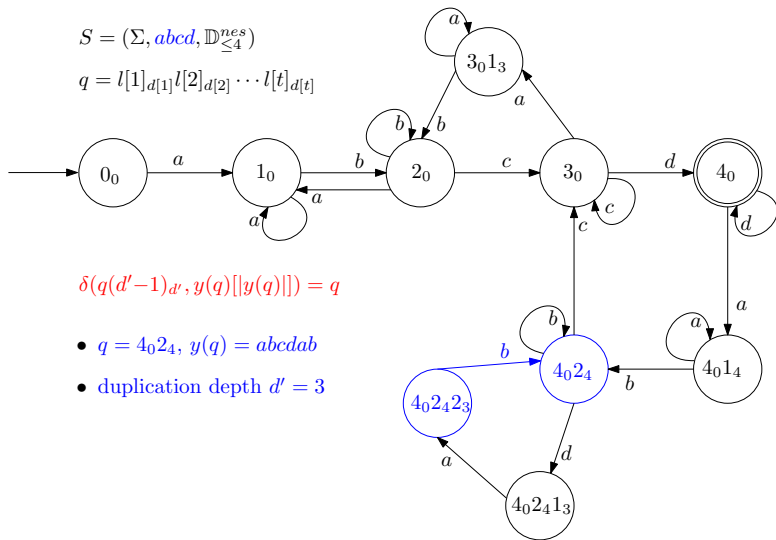 S = (Σ, abcd, 𝔻^{nes}_{≤4})
q = l[1]_{d[1]}l[2]_{d[2]} ⋯ l[t]_{d[t]}
a
3₀1₃
b
a
b
0₀
a
1₀
b
a
a
2₀
c
3₀
d
c
4₀
d
δ(q(d′−1)_{d′}, y(q)[|y(q)|]) = q
• q = 4₀2₄, y(q) = abcdab
• duplication depth d′ = 3
c
a
b
a
4₀2₄
b
4₀1₄
b
4₀2₄2₃
d
a
4₀2₄1₃